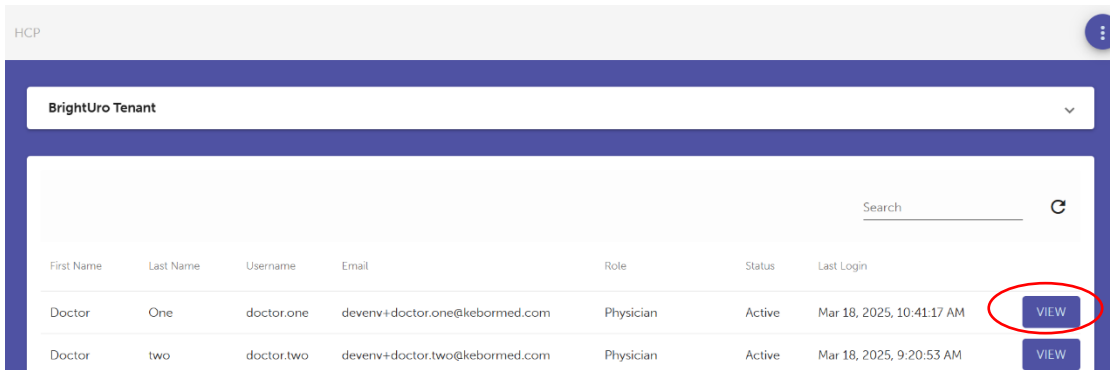 HCP
BrightUro Tenant
Search
First Name Last Name Username Email Role Status Last Login
Doctor One doctor.one devenv+doctor.one@kebormed.com Physician Active Mar 18, 2025, 10:41:17 AM VIEW
Doctor two doctor.two devenv+doctor.two@kebormed.com Physician Active Mar 18, 2025, 9:20:53 AM VIEW